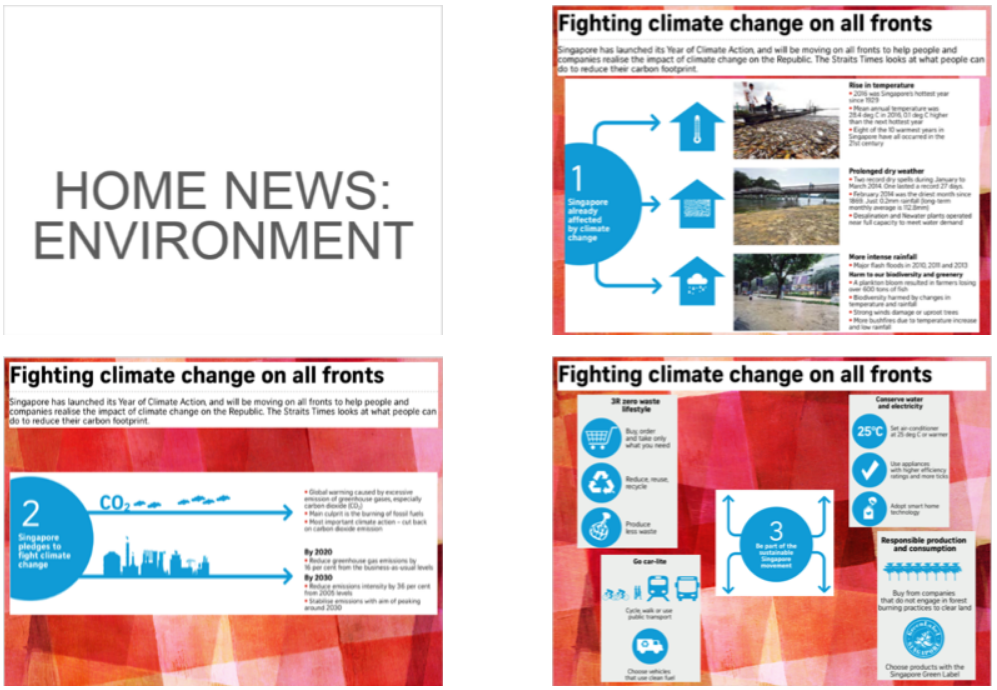 HOME NEWS:
ENVIRONMENT
Fighting climate change on all fronts
Singapore has launched its Year of Climate Action, and will be moving on all fronts to help people and
companies realise the impact of climate change on the Republic. The Straits Times looks at what people can
do to reduce their carbon footprint.
1
Singapore
already
affected
by climate
change
Rise in temperature
• 2016 was Singapore's hottest year
since 1929
• Mean annual temperature was
28.4 deg C in 2016, 0.1 deg C higher
than the next hottest year
• Eight of the 10 warmest years in
Singapore have all occurred in the
21st century
Prolonged dry weather
• Two record dry spells during January to
March 2014. One lasted a record 27 days.
• February 2014 was the driest month since
1869. Just 0.2mm rainfall (long-term
monthly average is 112.8mm)
• Desalination and Newater plants operated
near full capacity to meet water demand
More intense rainfall
• Major flash floods in 2010, 2011 and 2013
Harm to our biodiversity and greenery
• A plankton bloom resulted in farmers losing
over 600 tons of fish
• Biodiversity harmed by changes in
temperature and rainfall
• Strong winds damage or uproot trees
• More bushfires due to temperature increase
and low rainfall
Fighting climate change on all fronts
Singapore has launched its Year of Climate Action, and will be moving on all fronts to help people and
companies realise the impact of climate change on the Republic. The Straits Times looks at what people can
do to reduce their carbon footprint.
2
Singapore
pledges to
fight climate
change
CO₂
• Global warming caused by excessive
emission of greenhouse gases, especially
carbon dioxide (CO₂)
• Main culprit is the burning of fossil fuels
• Most important climate action – cut back
on carbon dioxide emission
By 2020
• Reduce greenhouse gas emissions by
16 per cent from the business as usual levels
By 2030
• Reduce emissions intensity by 36 per cent
from 2005 levels
• Stabilise emissions with aim of peaking
around 2030
Fighting climate change on all fronts
3R zero waste
lifestyle
Buy, order
and take only
what you need
Reduce, reuse,
recycle
Produce
less waste
Go car-lite
Cycle, walk or use
public transport
Choose vehicles
that use clean fuel
3
Be part of the
sustainable
Singapore
movement
Conserve water
and electricity
25°C
Set air-conditioner
at 25 deg C or warmer
Use appliances
with higher efficiency
ratings and more ticks
Adopt smart home
technology
Responsible production
and consumption
Buy from companies
that do not engage in forest
burning practices to clear land
Choose products with the
Singapore Green Label